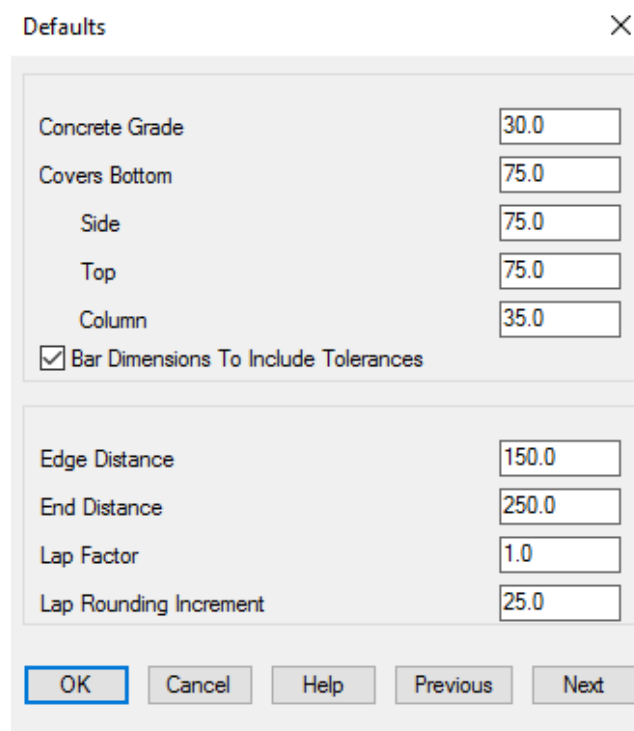 Defaults
Concrete Grade 30.0
Covers Bottom 75.0
Side 75.0
Top 75.0
Column 35.0
Bar Dimensions To Include Tolerances
Edge Distance 150.0
End Distance 250.0
Lap Factor 1.0
Lap Rounding Increment 25.0
OK Cancel Help Previous Next